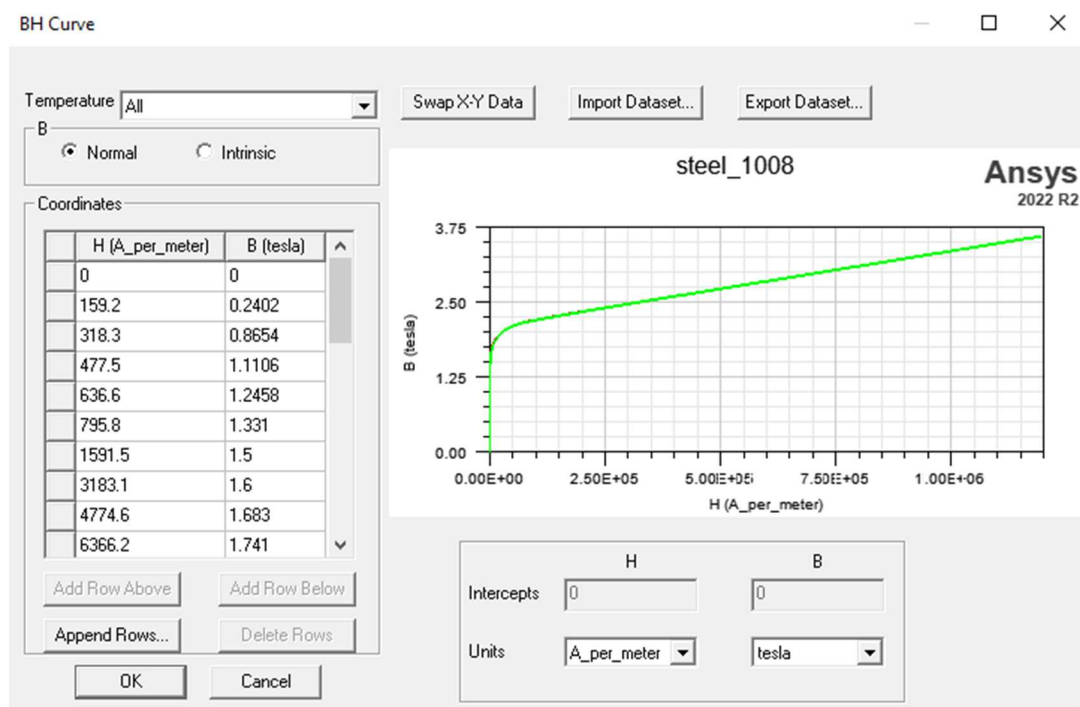 BH Curve
Temperature All
Swap X-Y Data Import Dataset... Export Dataset...
B
Normal Intrinsic
steel_1008
Ansys
2022 R2
Coordinates
H (A_per_meter) B (tesla)
0 0
159.2 0.2402
318.3 0.8654
477.5 1.1106
636.6 1.2458
795.8 1.331
1591.5 1.5
3183.1 1.6
4774.6 1.683
6366.2 1.741
Add Row Above Add Row Below
Append Rows... Delete Rows
OK Cancel
B (tesla)
3.75
2.50
1.25
0.00
0.00E+00 2.50E+05 5.00E+05 7.50E+05 1.00E+06
H (A_per_meter)
H B
Intercepts 0 0
Units A_per_meter tesla